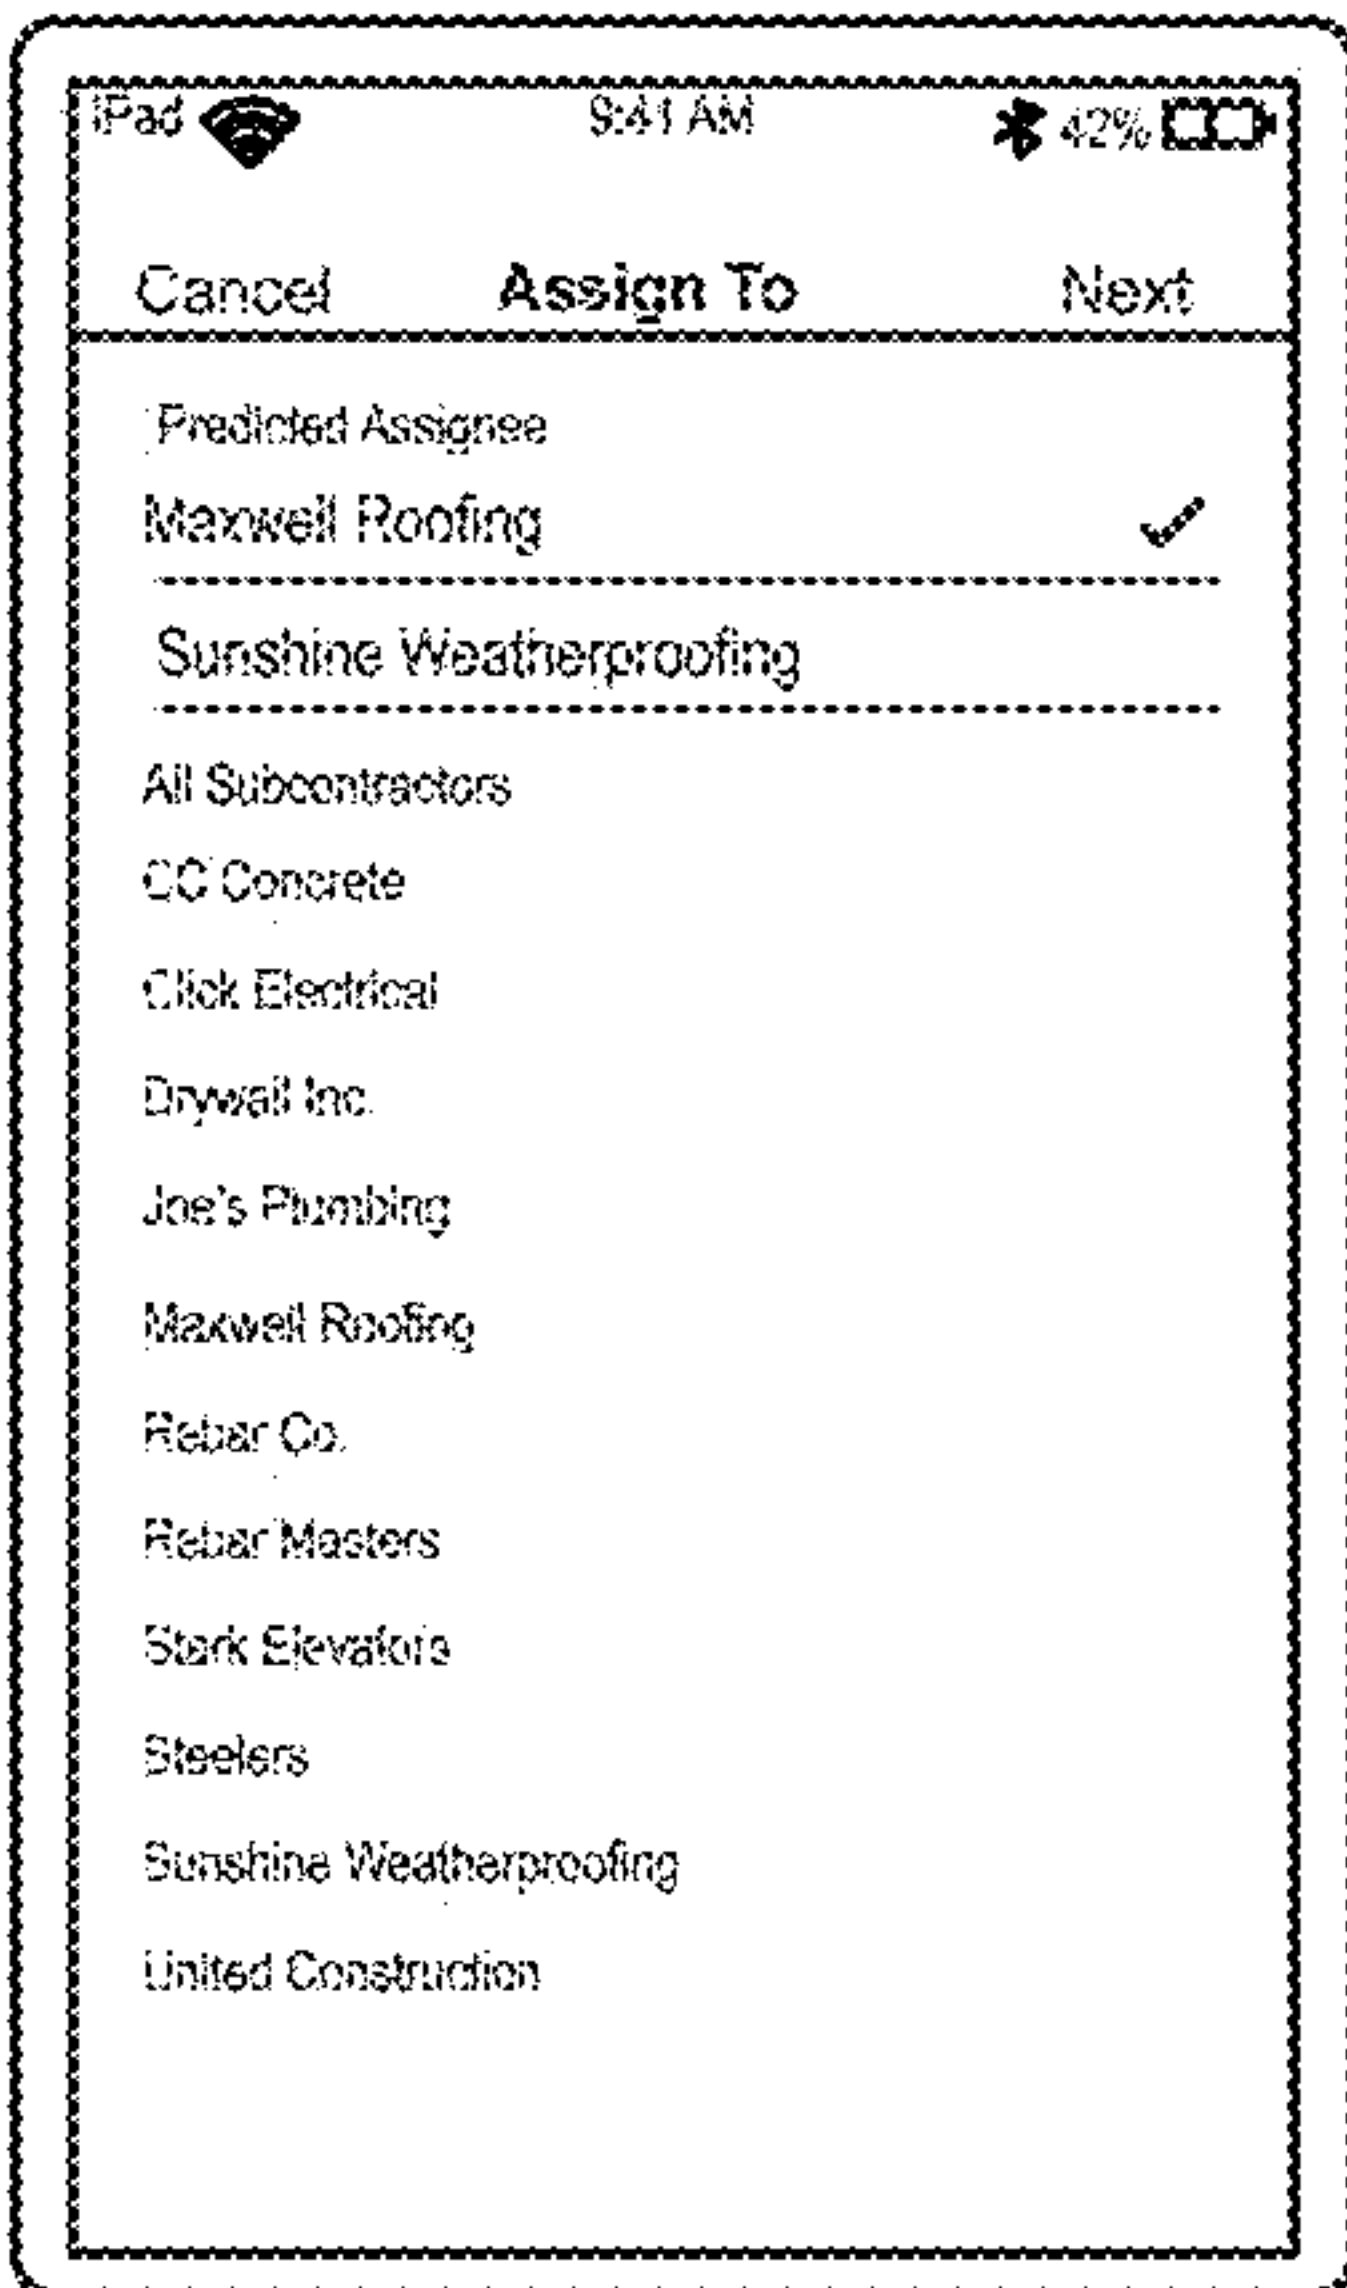 iPad 9:41 AM 42%
Cancel Assign To Next
Predicted Assignee
Maxwell Roofing
Sunshine Weatherproofing
All Subcontractors
CC Concrete
Click Electrical
Drywall Inc.
Joe's Plumbing
Maxwell Roofing
Rebar Co.
Rebar Masters
Stark Elevators
Steelers
Sunshine Weatherproofing
United Construction